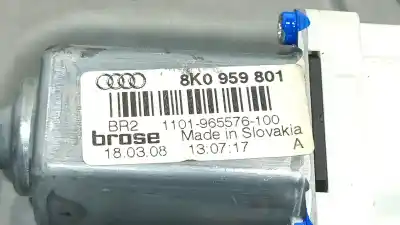 8K0 959 801
BR2 1101-965576-100
brose Made in Slovakia
18.03.08 13:07:17 A